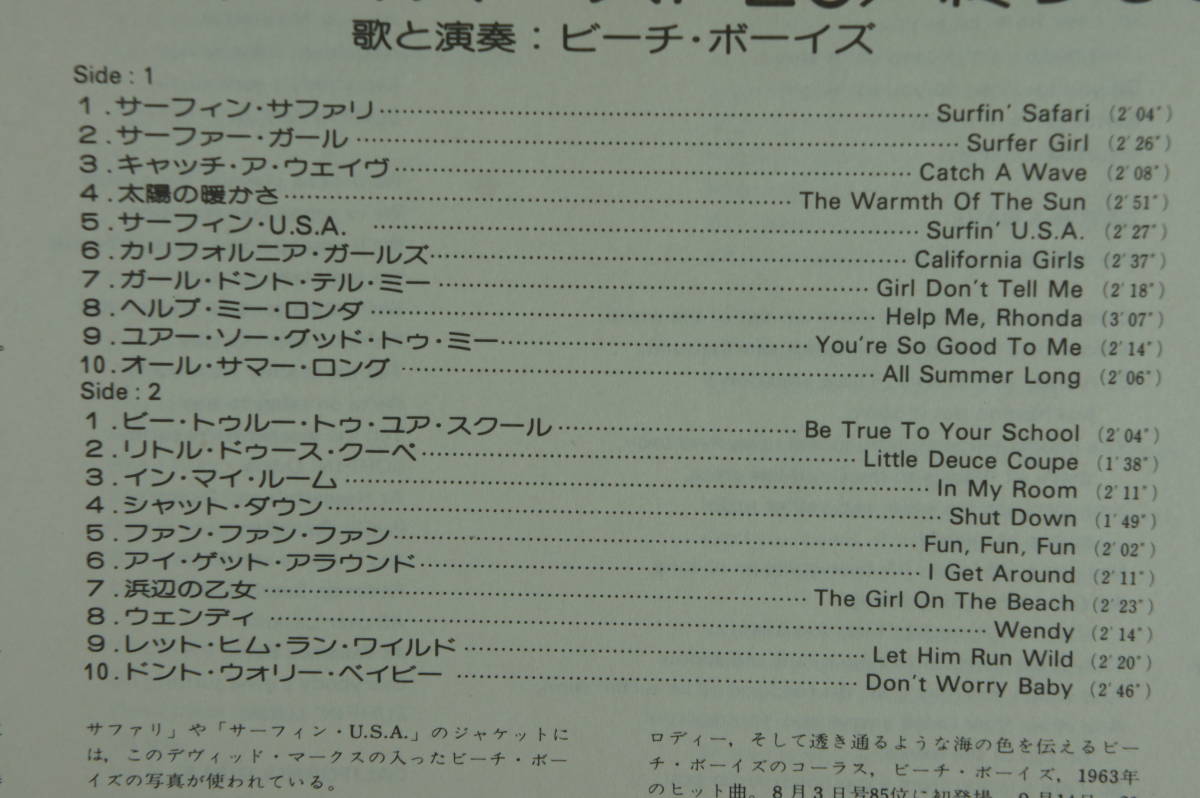 歌と演奏：ビーチ・ボーイズ
Side : 1
1．サーフィン・サファリ……Surfin' Safari (2′04″)
2．サーファー・ガール……Surfer Girl (2′26″)
3．キャッチ・ア・ウェイヴ……Catch A Wave (2′08″)
4．太陽の暖かさ……The Warmth Of The Sun (2′51″)
5．サーフィン・U.S.A.……Surfin' U.S.A. (2′27″)
6．カリフォルニア・ガールズ……California Girls (2′37″)
7．ガール・ドント・テル・ミー……Girl Don't Tell Me (2′18″)
8．ヘルプ・ミー・ロンダ……Help Me, Rhonda (3′07″)
9．ユアー・ソー・グッド・トゥ・ミー……You're So Good To Me (2′14″)
10．オール・サマー・ロング……All Summer Long (2′06″)
Side : 2
1．ビー・トゥルー・トゥ・ユア・スクール……Be True To Your School (2′04″)
2．リトル・ドゥース・クーペ……Little Deuce Coupe (1′38″)
3．イン・マイ・ルーム……In My Room (2′11″)
4．シャット・ダウン……Shut Down (1′49″)
5．ファン・ファン・ファン……Fun, Fun, Fun (2′02″)
6．アイ・ゲット・アラウンド……I Get Around (2′11″)
7．浜辺の乙女……The Girl On The Beach (2′23″)
8．ウェンディ……Wendy (2′14″)
9．レット・ヒム・ラン・ワイルド……Let Him Run Wild (2′20″)
10．ドント・ウォリー・ベイビー……Don't Worry Baby (2′46″)
サファリ」や「サーフィン・U.S.A.」のジャケットに
は，このデヴィッド・マークスの入ったビーチ・ボー
イズの写真が使われている。
ロディー，そして透き通るような海の色を伝えるビー
チ・ボーイズのコーラス，ビーチ・ボーイズ，1963年
のヒット曲。8月3日号85位に初登場，9月14日